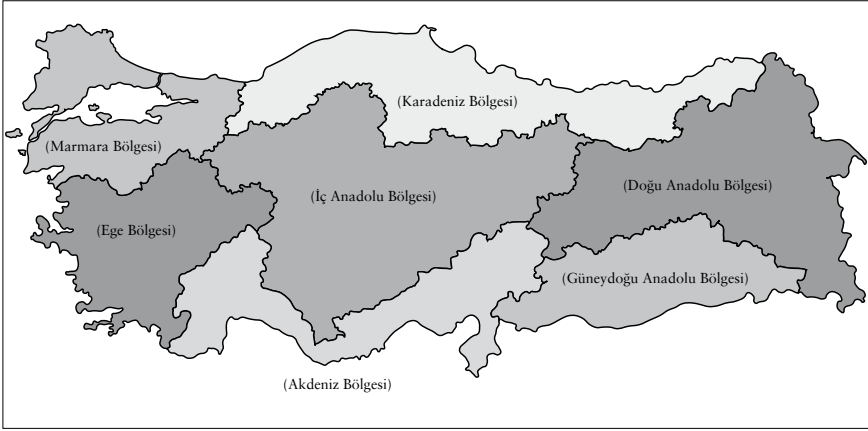 (Karadeniz Bölgesi)
(Marmara Bölgesi)
(Doğu Anadolu Bölgesi)
(İç Anadolu Bölgesi)
(Ege Bölgesi)
(Güneydoğu Anadolu Bölgesi)
(Akdeniz Bölgesi)